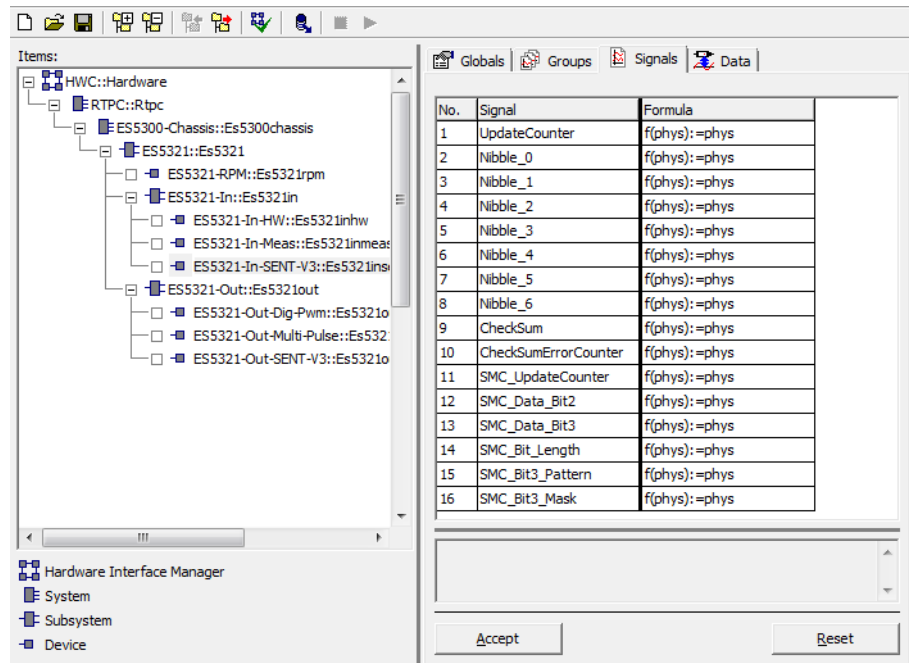 Items:
HWC::Hardware
RTPC::Rtpc
ES5300-Chassis::Es5300chassis
ES5321::Es5321
ES5321-RPM::Es5321rpm
ES5321-In::Es5321in
ES5321-In-HW::Es5321inhw
ES5321-In-Meas::Es5321inmeas
ES5321-In-SENT-V3::Es5321inse
ES5321-Out::Es5321out
ES5321-Out-Dig-Pwm::Es5321o
ES5321-Out-Multi-Pulse::Es532
ES5321-Out-SENT-V3::Es5321o
Hardware Interface Manager
System
Subsystem
Device
Globals Groups Signals Data
No. Signal Formula
1 UpdateCounter f(phys):=phys
2 Nibble_0 f(phys):=phys
3 Nibble_1 f(phys):=phys
4 Nibble_2 f(phys):=phys
5 Nibble_3 f(phys):=phys
6 Nibble_4 f(phys):=phys
7 Nibble_5 f(phys):=phys
8 Nibble_6 f(phys):=phys
9 CheckSum f(phys):=phys
10 CheckSumErrorCounter f(phys):=phys
11 SMC_UpdateCounter f(phys):=phys
12 SMC_Data_Bit2 f(phys):=phys
13 SMC_Data_Bit3 f(phys):=phys
14 SMC_Bit_Length f(phys):=phys
15 SMC_Bit3_Pattern f(phys):=phys
16 SMC_Bit3_Mask f(phys):=phys
Accept Reset